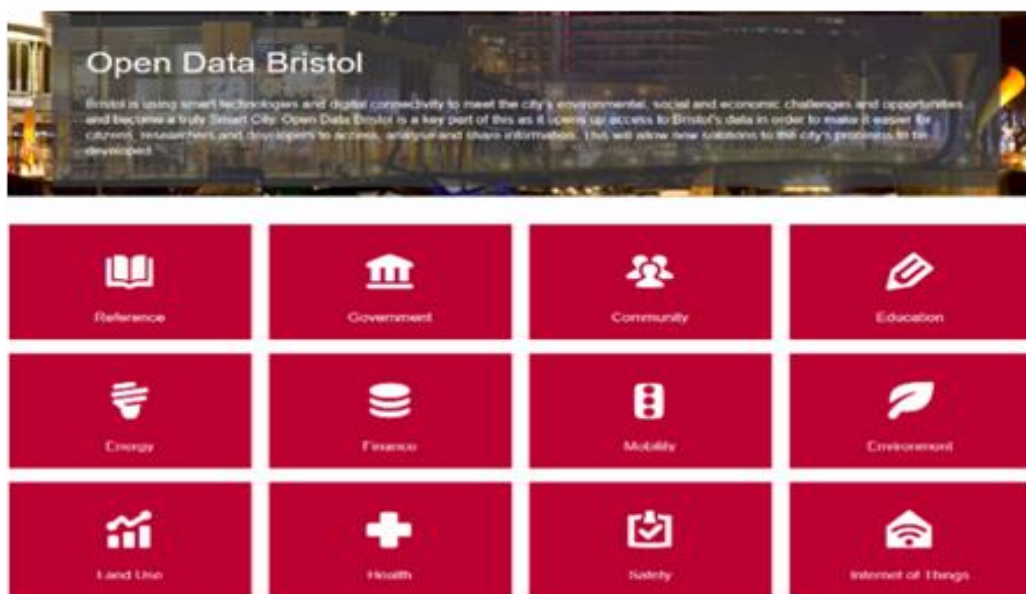 Open Data Bristol
Bristol is using smart technologies and digital connectivity to meet the city's environmental, social and economic challenges and opportunities
and become a truly Smart City. Open Data Bristol is a key part of this as it opens up access to Bristol's data in order to make it easier for
citizens, researchers and developers to access, analyse and share information. This will allow new solutions to the city's problems to be
developed.
Reference
Government
Community
Education
Energy
Finance
Mobility
Environment
Land Use
Health
Safety
Internet of Things